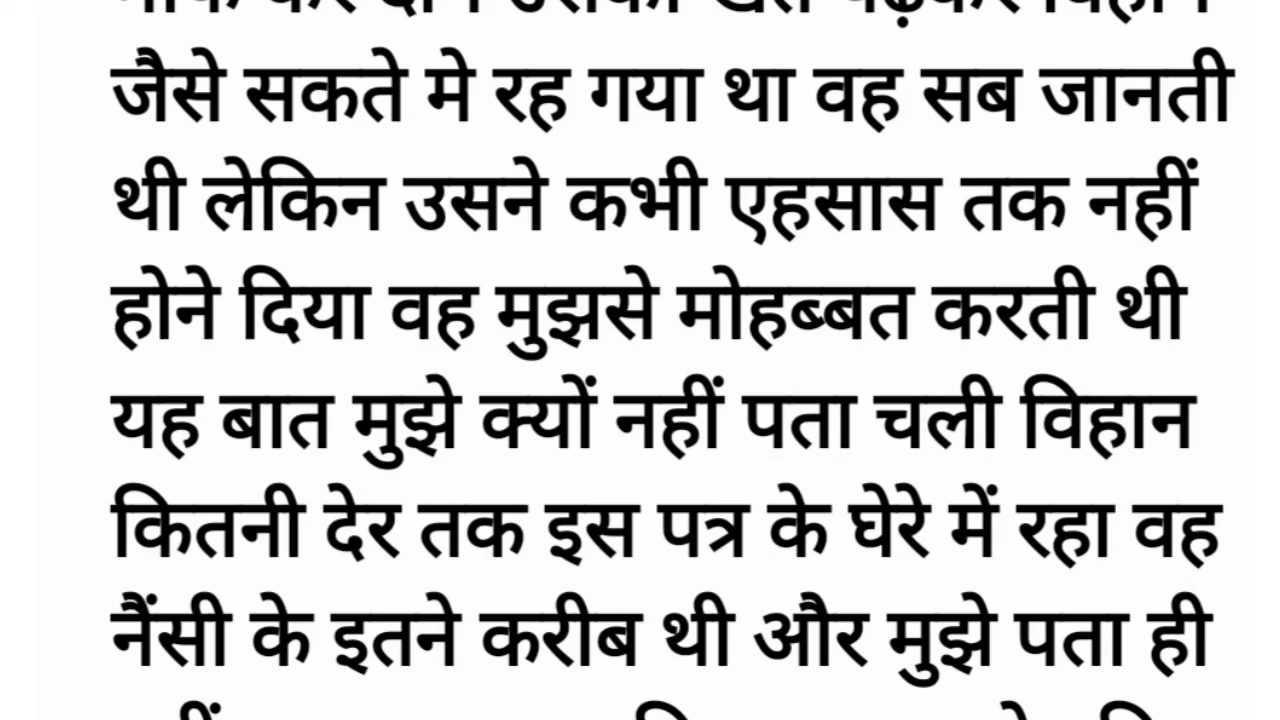 जैसे सकते मे रह गया था वह सब जानती
थी लेकिन उसने कभी एहसास तक नहीं
होने दिया वह मुझसे मोहब्बत करती थी
यह बात मुझे क्यों नहीं पता चली विहान
कितनी देर तक इस पत्र के घेरे में रहा वह
नैंसी के इतने करीब थी और मुझे पता ही